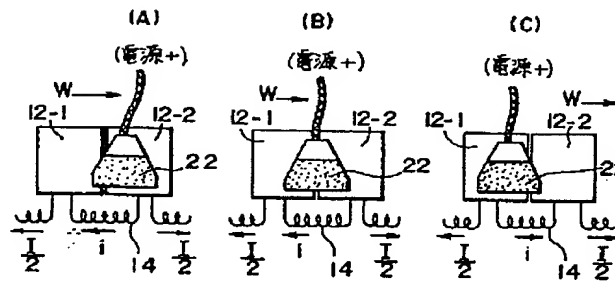 (A) (B) (C)
(電源+) (電源+) (電源+)
W W W
12-1 12-2 12-1 12-2 12-1 12-2
22 22 22
I/2 i I/2 I/2 i I/2 I/2 i I/2
14 14 14